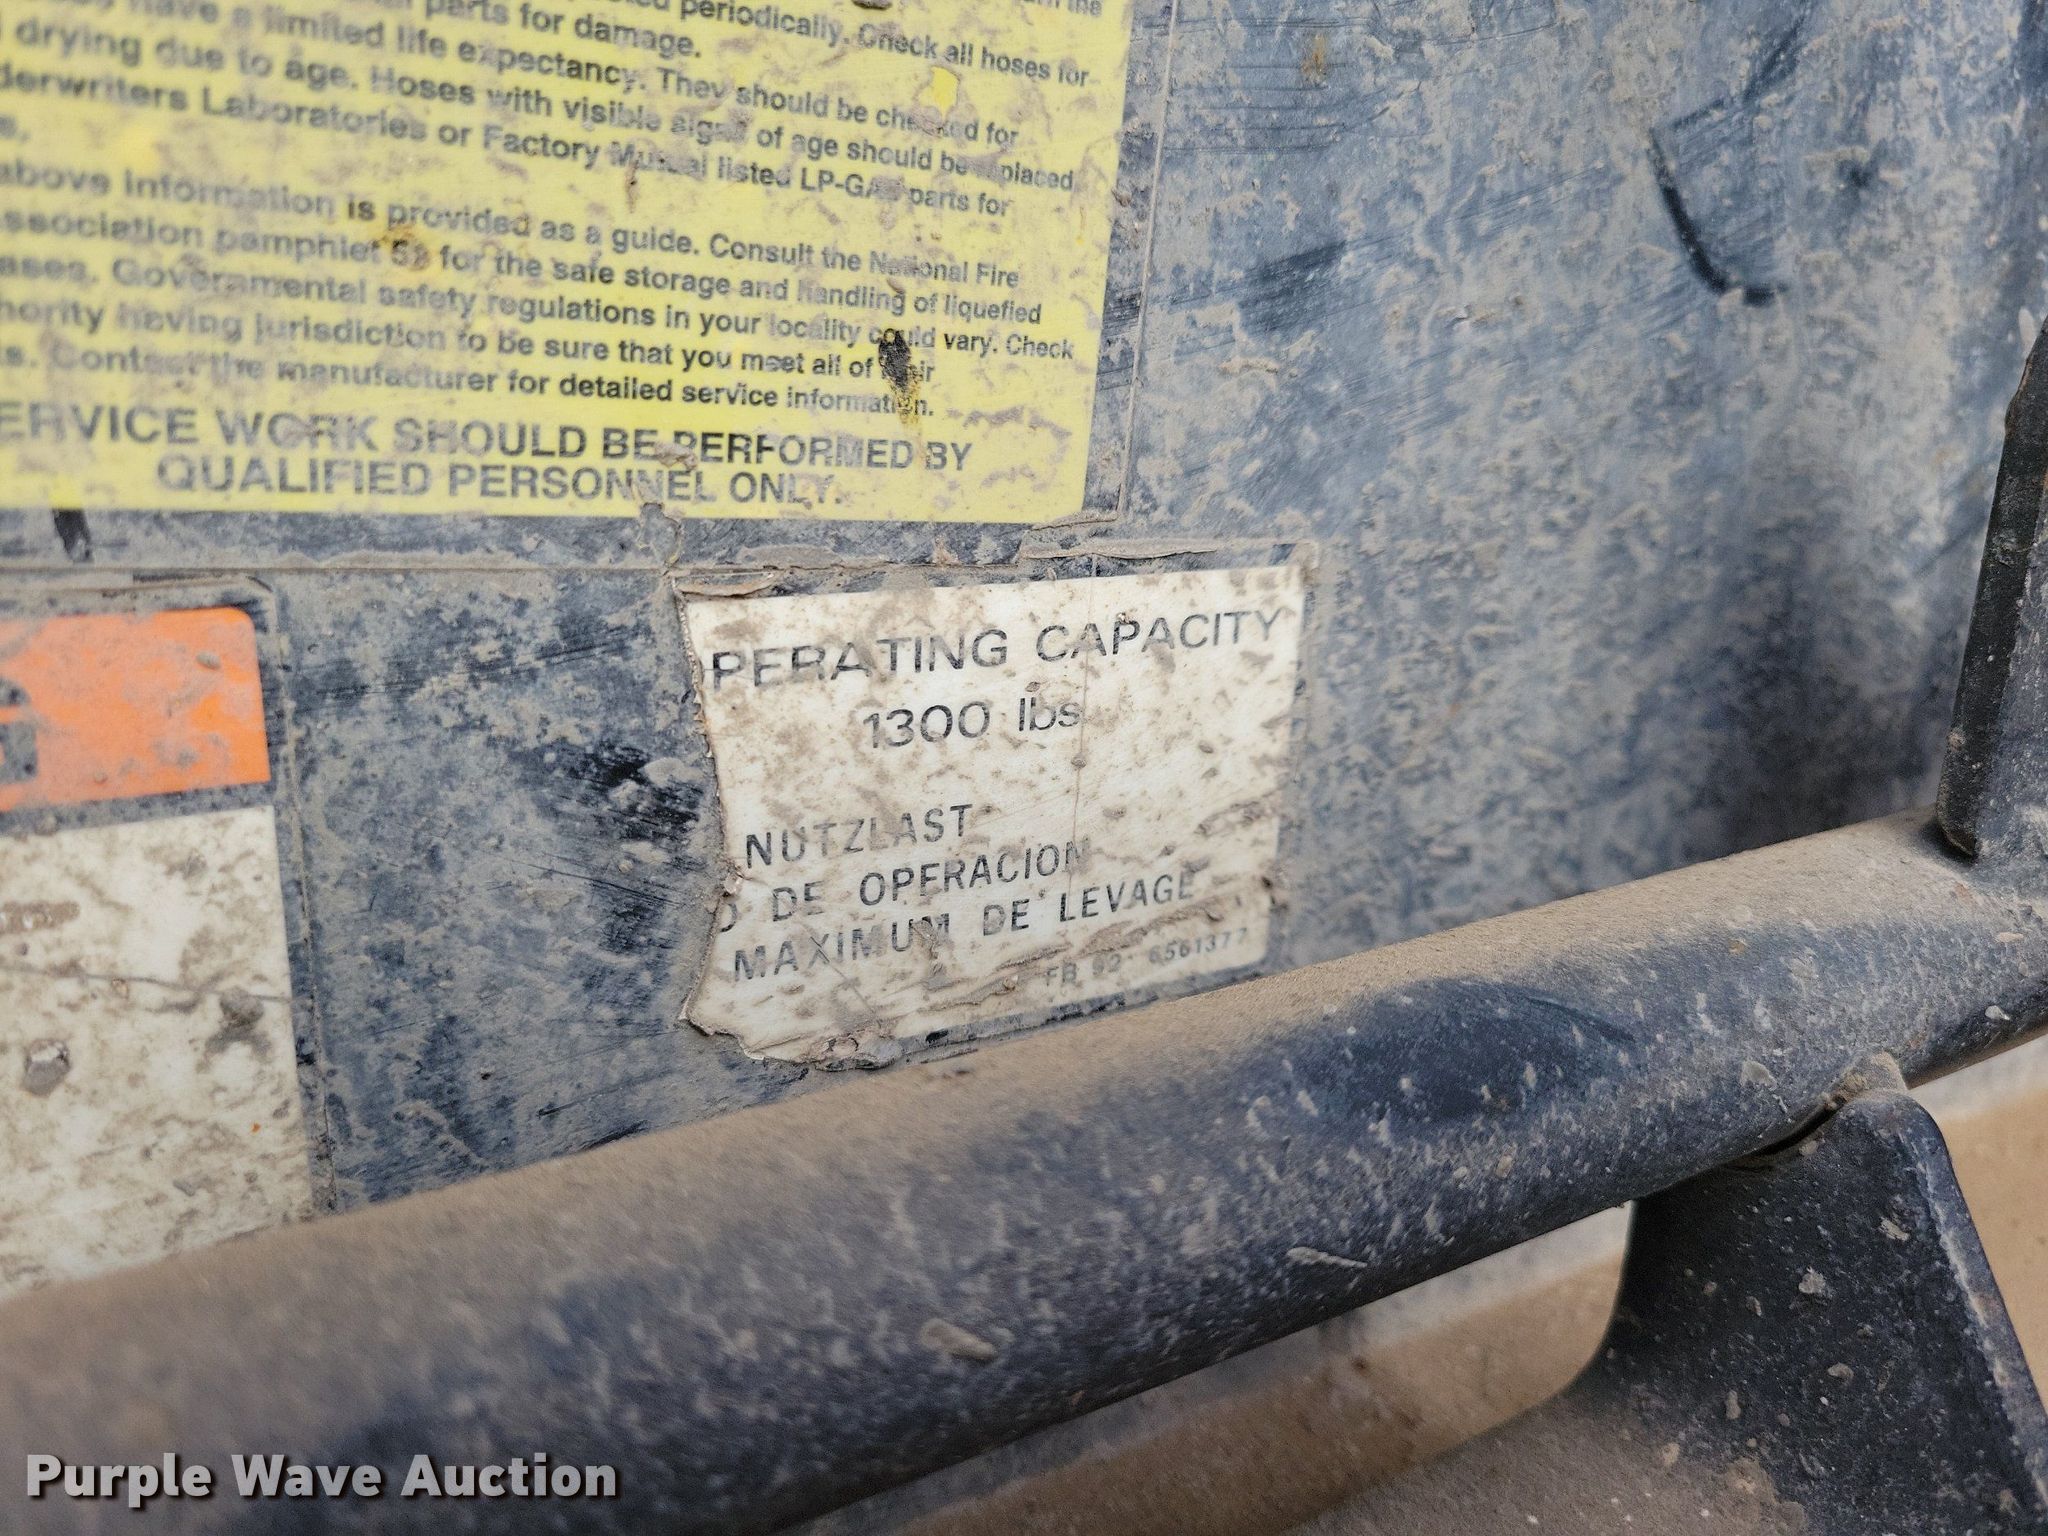 periodically. Check all hoses for
parts for damage.
have a limited life expectancy. They should be checked for
drying due to age. Hoses with visible signs of age should be replaced
derwriters Laboratories or Factory Mutual listed LP-GAS parts for
s.
above information is provided as a guide. Consult the National Fire
ssociation pamphlet 58 for the safe storage and handling of liquefied
ases. Governmental safety regulations in your locality could vary. Check
hority having jurisdiction to be sure that you meet all of their
s. Contact the manufacturer for detailed service information.
ERVICE WORK SHOULD BE PERFORMED BY
QUALIFIED PERSONNEL ONLY.
PERATING CAPACITY
1300 lbs
NUTZLAST
O DE OPERACION
MAXIMUM DE LEVAGE
FB 92 6561377
Purple Wave Auction